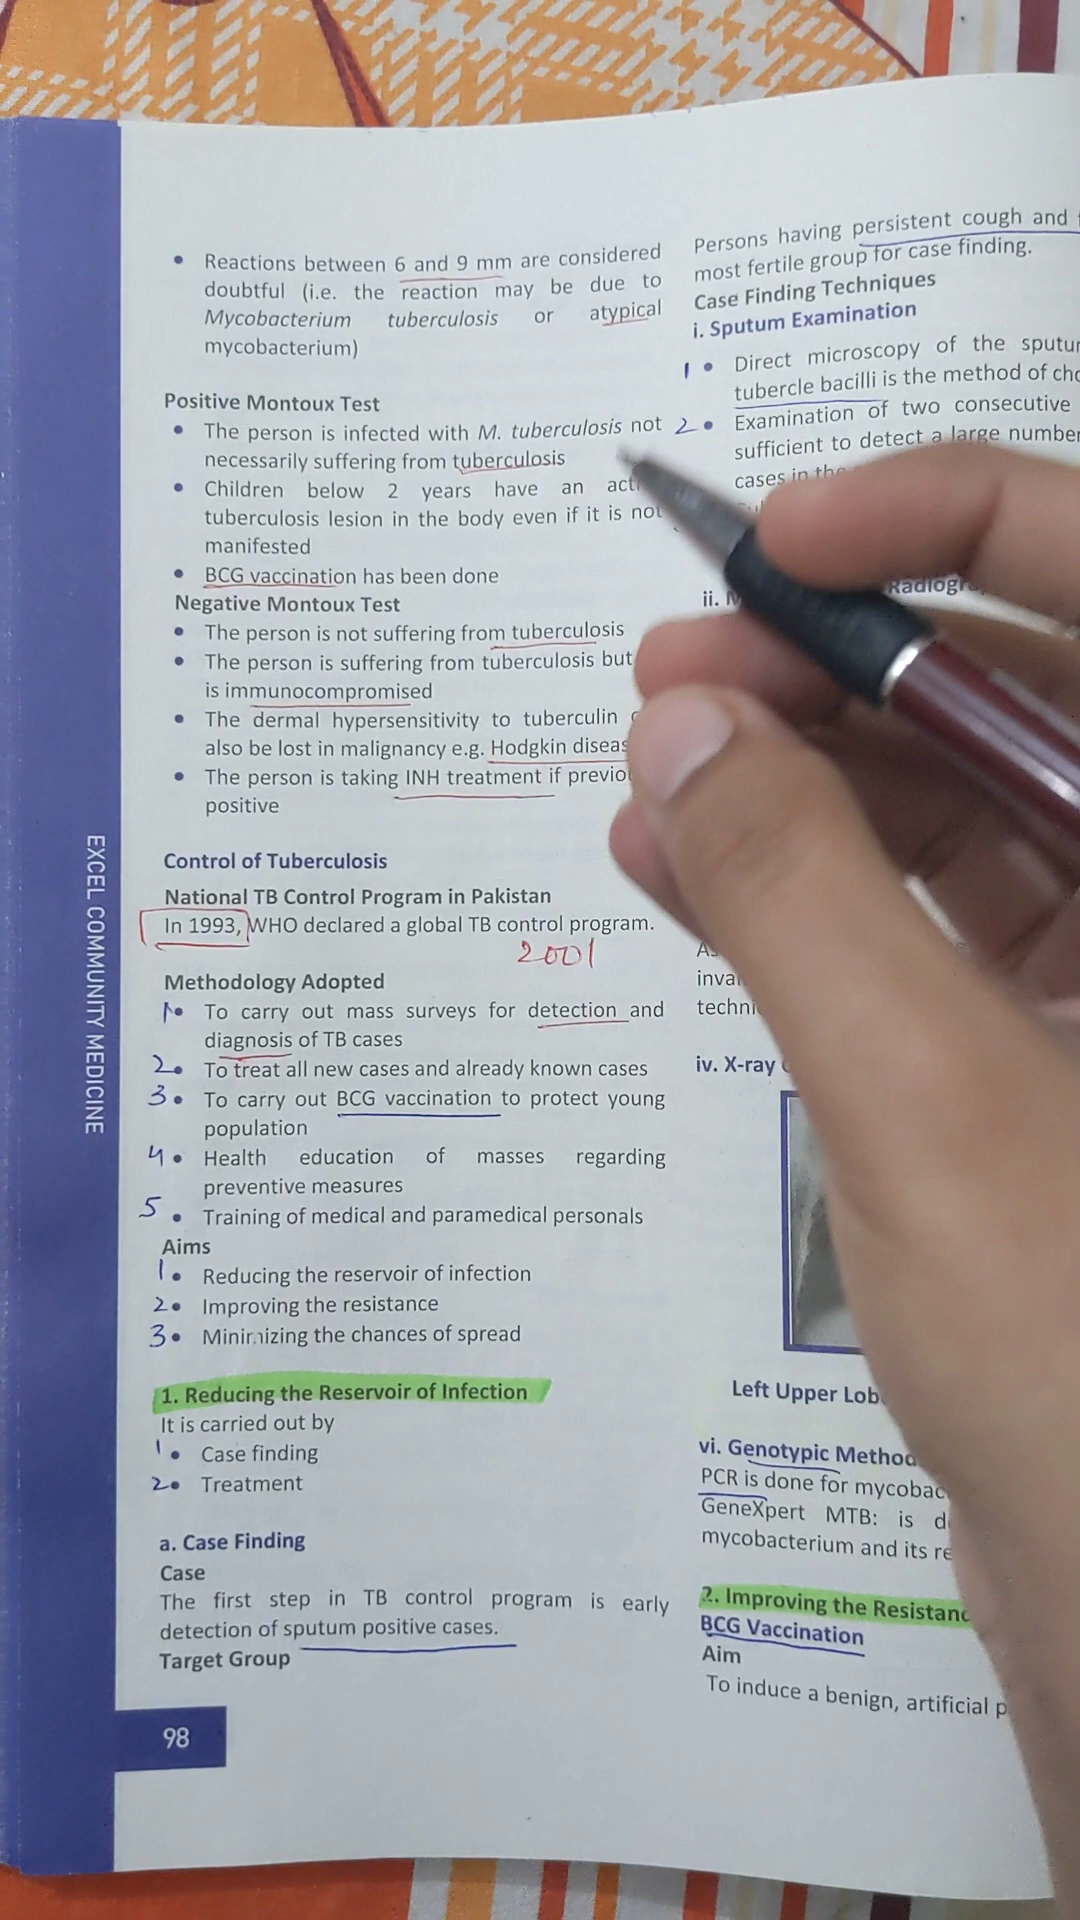 • Reactions between 6 and 9 mm are considered
doubtful (i.e. the reaction may be due to
Mycobacterium tuberculosis or atypical
mycobacterium)
Positive Montoux Test
• The person is infected with M. tuberculosis not
necessarily suffering from tuberculosis
• Children below 2 years have an
tuberculosis lesion in the body even if it is not
manifested
• BCG vaccination has been done
Negative Montoux Test
• The person is not suffering from tuberculosis
• The person is suffering from tuberculosis but
is immunocompromised
• The dermal hypersensitivity to tuberculin
also be lost in malignancy e.g. Hodgkin
• The person is taking INH treatment if
positive
Control of Tuberculosis
National TB Control Program in Pakistan
In 1993, WHO declared a global TB control program.
2001
Methodology Adopted
1 • To carry out mass surveys for detection and
diagnosis of TB cases
2 • To treat all new cases and already known cases
3 • To carry out BCG vaccination to protect young
population
4 • Health education of masses regarding
preventive measures
5 • Training of medical and paramedical personals
Aims
1 • Reducing the reservoir of infection
2 • Improving the resistance
3 • Minimizing the chances of spread
1. Reducing the Reservoir of Infection
It is carried out by
1 • Case finding
2 • Treatment
a. Case Finding
Case
The first step in TB control program is early
detection of sputum positive cases.
Target Group
98
EXCEL COMMUNITY MEDICINE
Persons having persistent cough and
most fertile group for case finding.
Case Finding Techniques
i. Sputum Examination
1 • Direct microscopy of the
tubercle bacilli is the method of
2 • Examination of two consecutive
sufficient to detect a large number
cases in the
ii.
iv. X-ray
Left Upper
vi. Genotypic
PCR is done for
GeneXpert MTB: is
mycobacterium and its
2. Improving the
BCG Vaccination
Aim
To induce a benign, artificial